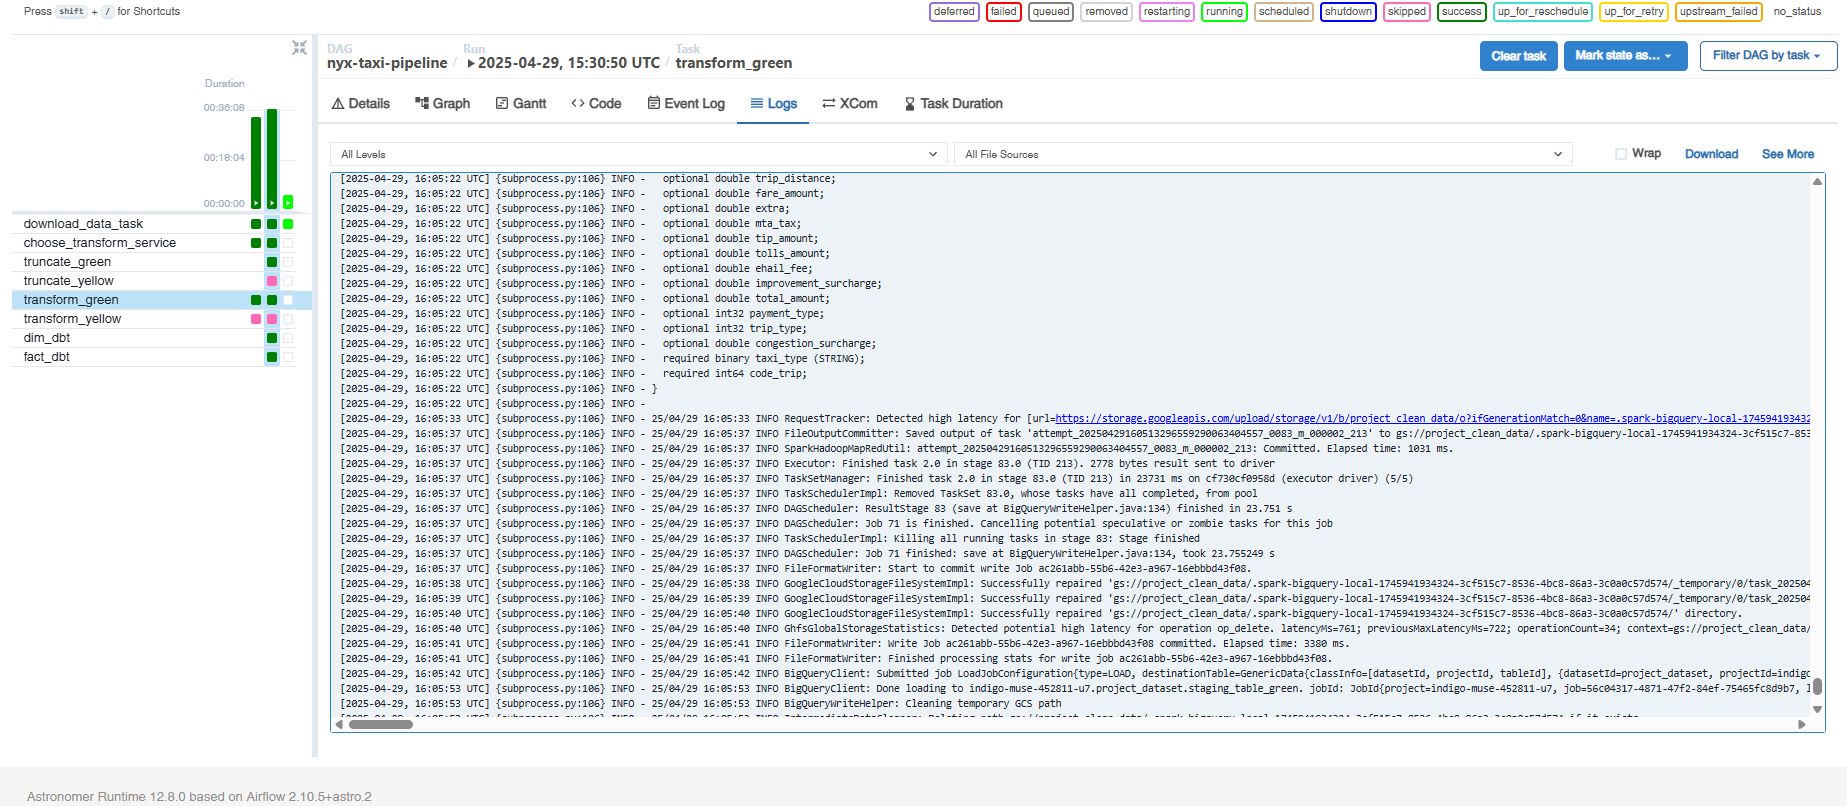 Press shift + / for Shortcuts
deferred failed queued removed restarting running scheduled shutdown skipped success up_for_reschedule up_for_retry upstream_failed no_status
DAG Run Task
nyx-taxi-pipeline / 2025-04-29, 15:30:50 UTC / transform_green
Clear task Mark state as... Filter DAG by task
Duration
00:36:08
00:18:04
00:00:00
download_data_task
choose_transform_service
truncate_green
truncate_yellow
transform_green
transform_yellow
dim_dbt
fact_dbt
Details Graph Gantt Code Event Log Logs XCom Task Duration
All Levels All File Sources Wrap Download See More
[2025-04-29, 16:05:22 UTC] {subprocess.py:106} INFO - optional double trip_distance;
[2025-04-29, 16:05:22 UTC] {subprocess.py:106} INFO - optional double fare_amount;
[2025-04-29, 16:05:22 UTC] {subprocess.py:106} INFO - optional double extra;
[2025-04-29, 16:05:22 UTC] {subprocess.py:106} INFO - optional double mta_tax;
[2025-04-29, 16:05:22 UTC] {subprocess.py:106} INFO - optional double tip_amount;
[2025-04-29, 16:05:22 UTC] {subprocess.py:106} INFO - optional double tolls_amount;
[2025-04-29, 16:05:22 UTC] {subprocess.py:106} INFO - optional double ehail_fee;
[2025-04-29, 16:05:22 UTC] {subprocess.py:106} INFO - optional double improvement_surcharge;
[2025-04-29, 16:05:22 UTC] {subprocess.py:106} INFO - optional double total_amount;
[2025-04-29, 16:05:22 UTC] {subprocess.py:106} INFO - optional int32 payment_type;
[2025-04-29, 16:05:22 UTC] {subprocess.py:106} INFO - optional int32 trip_type;
[2025-04-29, 16:05:22 UTC] {subprocess.py:106} INFO - optional double congestion_surcharge;
[2025-04-29, 16:05:22 UTC] {subprocess.py:106} INFO - required binary taxi_type (STRING);
[2025-04-29, 16:05:22 UTC] {subprocess.py:106} INFO - required int64 code_trip;
[2025-04-29, 16:05:22 UTC] {subprocess.py:106} INFO - }
[2025-04-29, 16:05:22 UTC] {subprocess.py:106} INFO -
[2025-04-29, 16:05:33 UTC] {subprocess.py:106} INFO - 25/04/29 16:05:33 INFO RequestTracker: Detected high latency for [url=https://storage.googleapis.com/upload/storage/v1/b/project_clean_data/o?ifGenerationMatch=0&name=.spark-bigquery-local-174594193432
[2025-04-29, 16:05:37 UTC] {subprocess.py:106} INFO - 25/04/29 16:05:37 INFO FileOutputCommitter: Saved output of task 'attempt_202504291605132965592900634045​57_0083_m_000002_213' to gs://project_clean_data/.spark-bigquery-local-1745941934324-3cf515c7-853
[2025-04-29, 16:05:37 UTC] {subprocess.py:106} INFO - 25/04/29 16:05:37 INFO SparkHadoopMapRedUtil: attempt_20250429160513296559290063404557_0083_m_000002_213: Committed. Elapsed time: 1031 ms.
[2025-04-29, 16:05:37 UTC] {subprocess.py:106} INFO - 25/04/29 16:05:37 INFO Executor: Finished task 2.0 in stage 83.0 (TID 213). 2778 bytes result sent to driver
[2025-04-29, 16:05:37 UTC] {subprocess.py:106} INFO - 25/04/29 16:05:37 INFO TaskSetManager: Finished task 2.0 in stage 83.0 (TID 213) in 23731 ms on cf730cf0958d (executor driver) (5/5)
[2025-04-29, 16:05:37 UTC] {subprocess.py:106} INFO - 25/04/29 16:05:37 INFO TaskSchedulerImpl: Removed TaskSet 83.0, whose tasks have all completed, from pool
[2025-04-29, 16:05:37 UTC] {subprocess.py:106} INFO - 25/04/29 16:05:37 INFO DAGScheduler: ResultStage 83 (save at BigQueryWriteHelper.java:134) finished in 23.751 s
[2025-04-29, 16:05:37 UTC] {subprocess.py:106} INFO - 25/04/29 16:05:37 INFO DAGScheduler: Job 71 is finished. Cancelling potential speculative or zombie tasks for this job
[2025-04-29, 16:05:37 UTC] {subprocess.py:106} INFO - 25/04/29 16:05:37 INFO TaskSchedulerImpl: Killing all running tasks in stage 83: Stage finished
[2025-04-29, 16:05:37 UTC] {subprocess.py:106} INFO - 25/04/29 16:05:37 INFO DAGScheduler: Job 71 finished: save at BigQueryWriteHelper.java:134, took 23.755249 s
[2025-04-29, 16:05:37 UTC] {subprocess.py:106} INFO - 25/04/29 16:05:37 INFO FileFormatWriter: Start to commit write Job ac261abb-55b6-42e3-a967-16ebbbd43f08.
[2025-04-29, 16:05:38 UTC] {subprocess.py:106} INFO - 25/04/29 16:05:38 INFO GoogleCloudStorageFileSystemImpl: Successfully repaired 'gs://project_clean_data/.spark-bigquery-local-1745941934324-3cf515c7-8536-4bc8-86a3-3c0a0c57d574/_temporary/0/task_202504
[2025-04-29, 16:05:39 UTC] {subprocess.py:106} INFO - 25/04/29 16:05:39 INFO GoogleCloudStorageFileSystemImpl: Successfully repaired 'gs://project_clean_data/.spark-bigquery-local-1745941934324-3cf515c7-8536-4bc8-86a3-3c0a0c57d574/_temporary/0/task_202504
[2025-04-29, 16:05:40 UTC] {subprocess.py:106} INFO - 25/04/29 16:05:40 INFO GoogleCloudStorageFileSystemImpl: Successfully repaired 'gs://project_clean_data/.spark-bigquery-local-1745941934324-3cf515c7-8536-4bc8-86a3-3c0a0c57d574/' directory.
[2025-04-29, 16:05:40 UTC] {subprocess.py:106} INFO - 25/04/29 16:05:40 INFO GhfsGlobalStorageStatistics: Detected potential high latency for operation op_delete. latencyMs=761; previousMaxLatencyMs=722; operationCount=34; context=gs://project_clean_data/
[2025-04-29, 16:05:41 UTC] {subprocess.py:106} INFO - 25/04/29 16:05:41 INFO FileFormatWriter: Write Job ac261abb-55b6-42e3-a967-16ebbbd43f08 committed. Elapsed time: 3380 ms.
[2025-04-29, 16:05:41 UTC] {subprocess.py:106} INFO - 25/04/29 16:05:41 INFO FileFormatWriter: Finished processing stats for write job ac261abb-55b6-42e3-a967-16ebbbd43f08.
[2025-04-29, 16:05:42 UTC] {subprocess.py:106} INFO - 25/04/29 16:05:42 INFO BigQueryClient: Submitted job LoadJobConfiguration{type=LOAD, destinationTable=GenericData{classInfo=[datasetId, projectId, tableId], {datasetId=project_dataset, projectId=indigo
[2025-04-29, 16:05:53 UTC] {subprocess.py:106} INFO - 25/04/29 16:05:53 INFO BigQueryClient: Done loading to indigo-muse-452811-u7.project_dataset.staging_table_green. jobId: JobId{project=indigo-muse-452811-u7, job=56c04317-4871-47f2-84ef-75465fc8d9b7, l
[2025-04-29, 16:05:53 UTC] {subprocess.py:106} INFO - 25/04/29 16:05:53 INFO BigQueryWriteHelper: Cleaning temporary GCS path
Astronomer Runtime 12.8.0 based on Airflow 2.10.5+astro.2